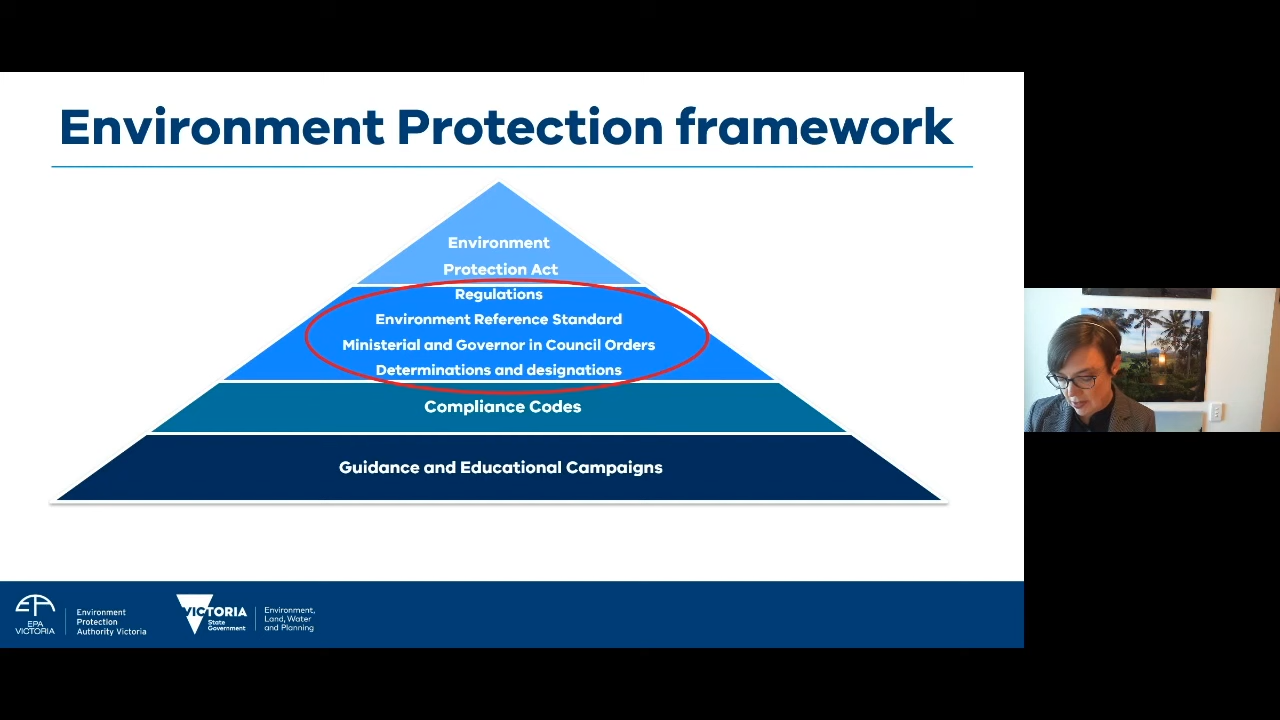 Environment Protection framework
Environment
Protection Act
Regulations
Environment Reference Standard
Ministerial and Governor in Council Orders
Determinations and designations
Compliance Codes
Guidance and Educational Campaigns
EPA
VICTORIA
Environment
Protection
Authority Victoria
VICTORIA
State
Government
Environment,
Land, Water
and Planning